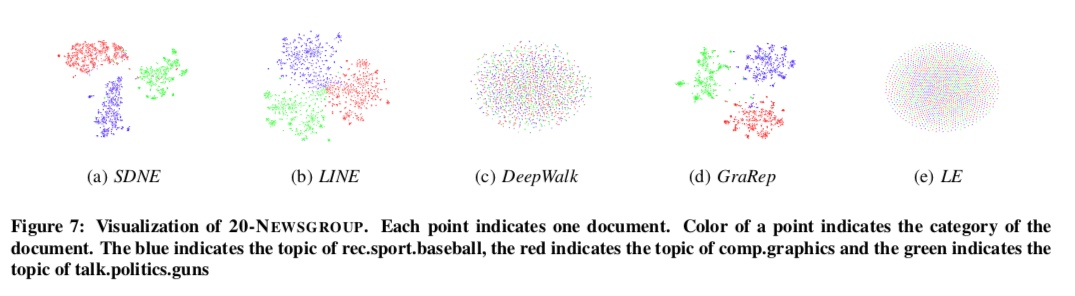 (a) SDNE
(b) LINE
(c) DeepWalk
(d) GraRep
(e) LE
Figure 7: Visualization of 20-NEWSGROUP. Each point indicates one document. Color of a point indicates the category of the
document. The blue indicates the topic of rec.sport.baseball, the red indicates the topic of comp.graphics and the green indicates the
topic of talk.politics.guns